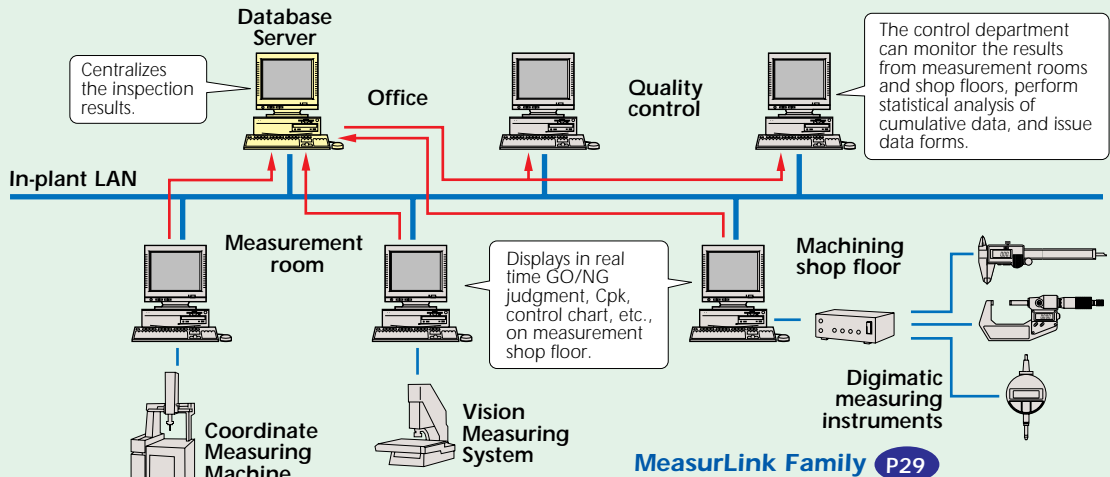 Database
Server
Centralizes
the inspection
results.
Office
Quality
control
The control department
can monitor the results
from measurement rooms
and shop floors, perform
statistical analysis of
cumulative data, and issue
data forms.
In-plant LAN
Measurement
room
Displays in real
time GO/NG
judgment, Cpk,
control chart, etc.,
on measurement
shop floor.
Machining
shop floor
Coordinate
Measuring
Machine
Vision
Measuring
System
Digimatic
measuring
instruments
MeasurLink Family P29